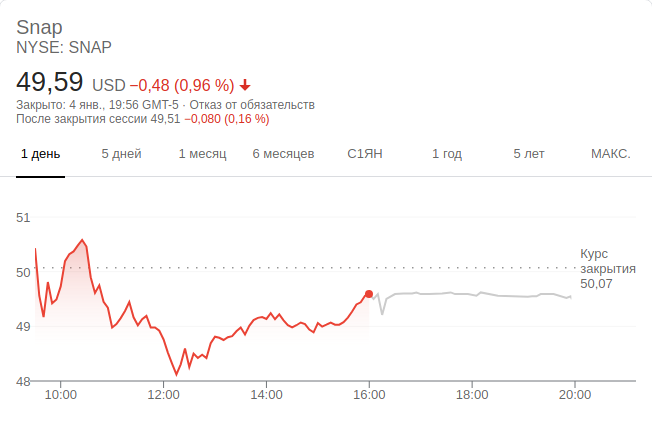 Snap
NYSE: SNAP
49,59 USD −0,48 (0,96 %)
Закрыто: 4 янв., 19:56 GMT-5 · Отказ от обязательств
После закрытия сессии 49,51 −0,080 (0,16 %)
1 день 5 дней 1 месяц 6 месяцев С1ЯН 1 год 5 лет МАКС.
51
50
49
48
Курс
закрытия
50,07
10:00 12:00 14:00 16:00 18:00 20:00